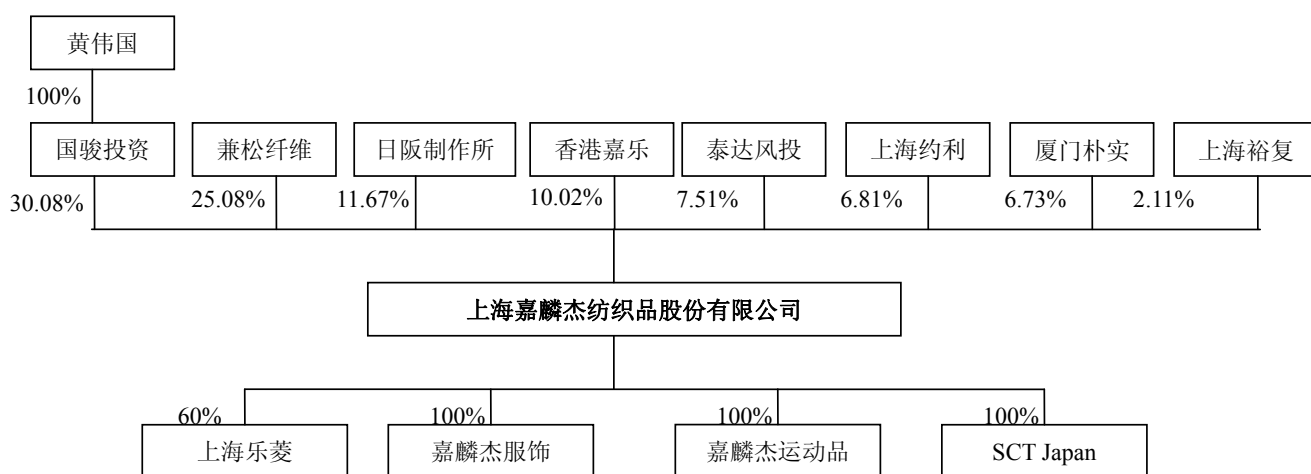 黄伟国
100%
国骏投资 兼松纤维 日阪制作所 香港嘉乐 泰达风投 上海约利 厦门朴实 上海裕复
30.08% 25.08% 11.67% 10.02% 7.51% 6.81% 6.73% 2.11%
上海嘉麟杰纺织品股份有限公司
60% 100% 100% 100%
上海乐菱 嘉麟杰服饰 嘉麟杰运动品 SCT Japan